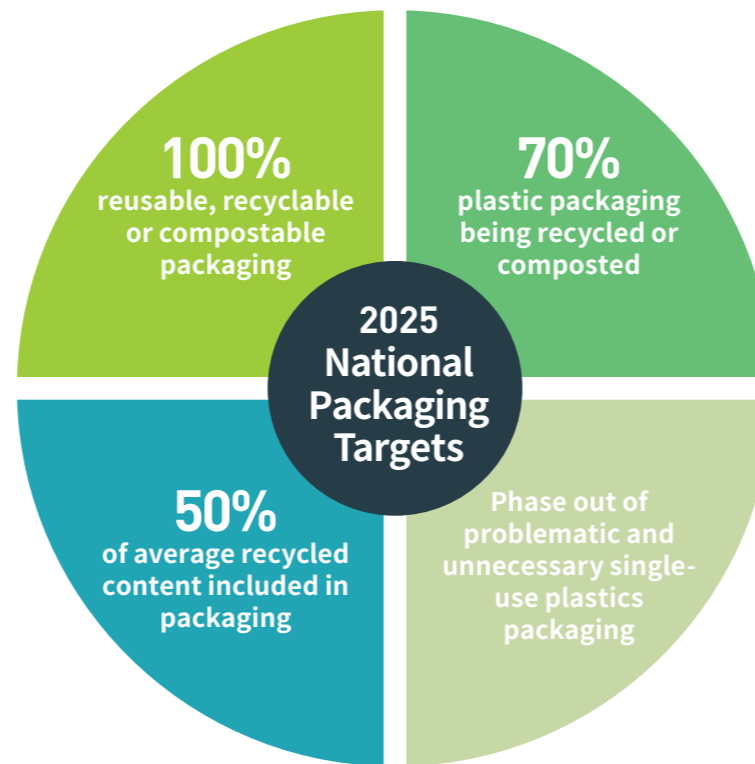 100%
reusable, recyclable
or compostable
packaging
70%
plastic packaging
being recycled or
composted
2025
National
Packaging
Targets
50%
of average recycled
content included in
packaging
Phase out of
problematic and
unnecessary single-
use plastics
packaging